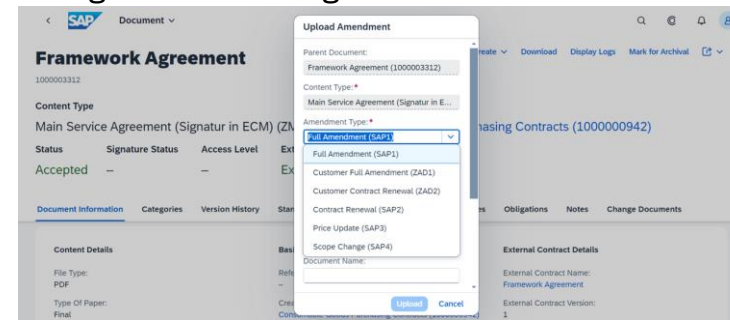 SAP Document
Upload Amendment
Framework Agreement
1000003312
Download Display Logs Mark for Archival
Parent Document:
Framework Agreement (1000003312)
Content Type:*
Main Service Agreement (Signatur in E...
Amendment Type:*
Full Amendment (SAP1)
Full Amendment (SAP1)
Customer Full Amendment (ZAD1)
Customer Contract Renewal (ZAD2)
Contract Renewal (SAP2)
Price Update (SAP3)
Scope Change (SAP4)
Document Name:
Upload Cancel
Content Type
Main Service Agreement (Signatur in ECM)
Contracts (1000000942)
Status Signature Status Access Level
Accepted – –
Document Information Categories Version History
Obligations Notes Change Documents
Content Details
File Type:
PDF
Type Of Paper:
Final
External Contract Details
External Contract Name:
Framework Agreement
External Contract Version:
1